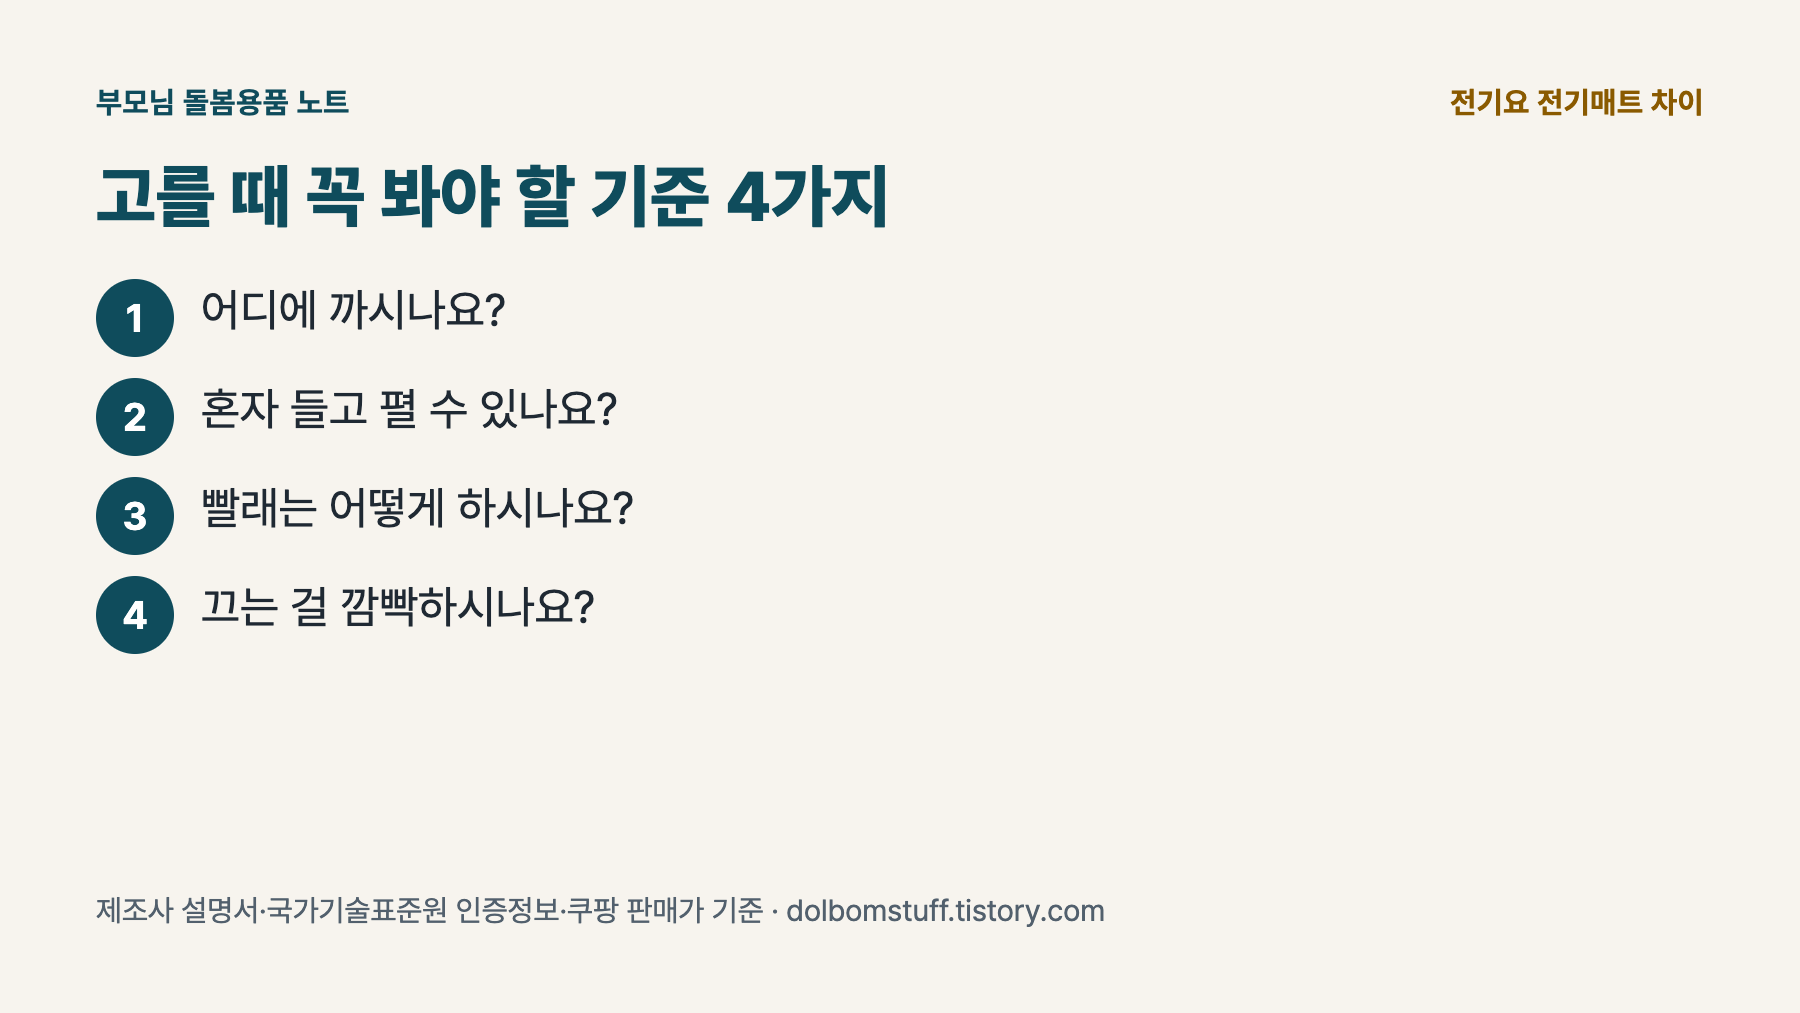 부모님 돌봄용품 노트
전기요 전기매트 차이
고를 때 꼭 봐야 할 기준 4가지
1 어디에 까시나요?
2 혼자 들고 펼 수 있나요?
3 빨래는 어떻게 하시나요?
4 끄는 걸 깜빡하시나요?
제조사 설명서·국가기술표준원 인증정보·쿠팡 판매가 기준 · dolbomstuff.tistory.com